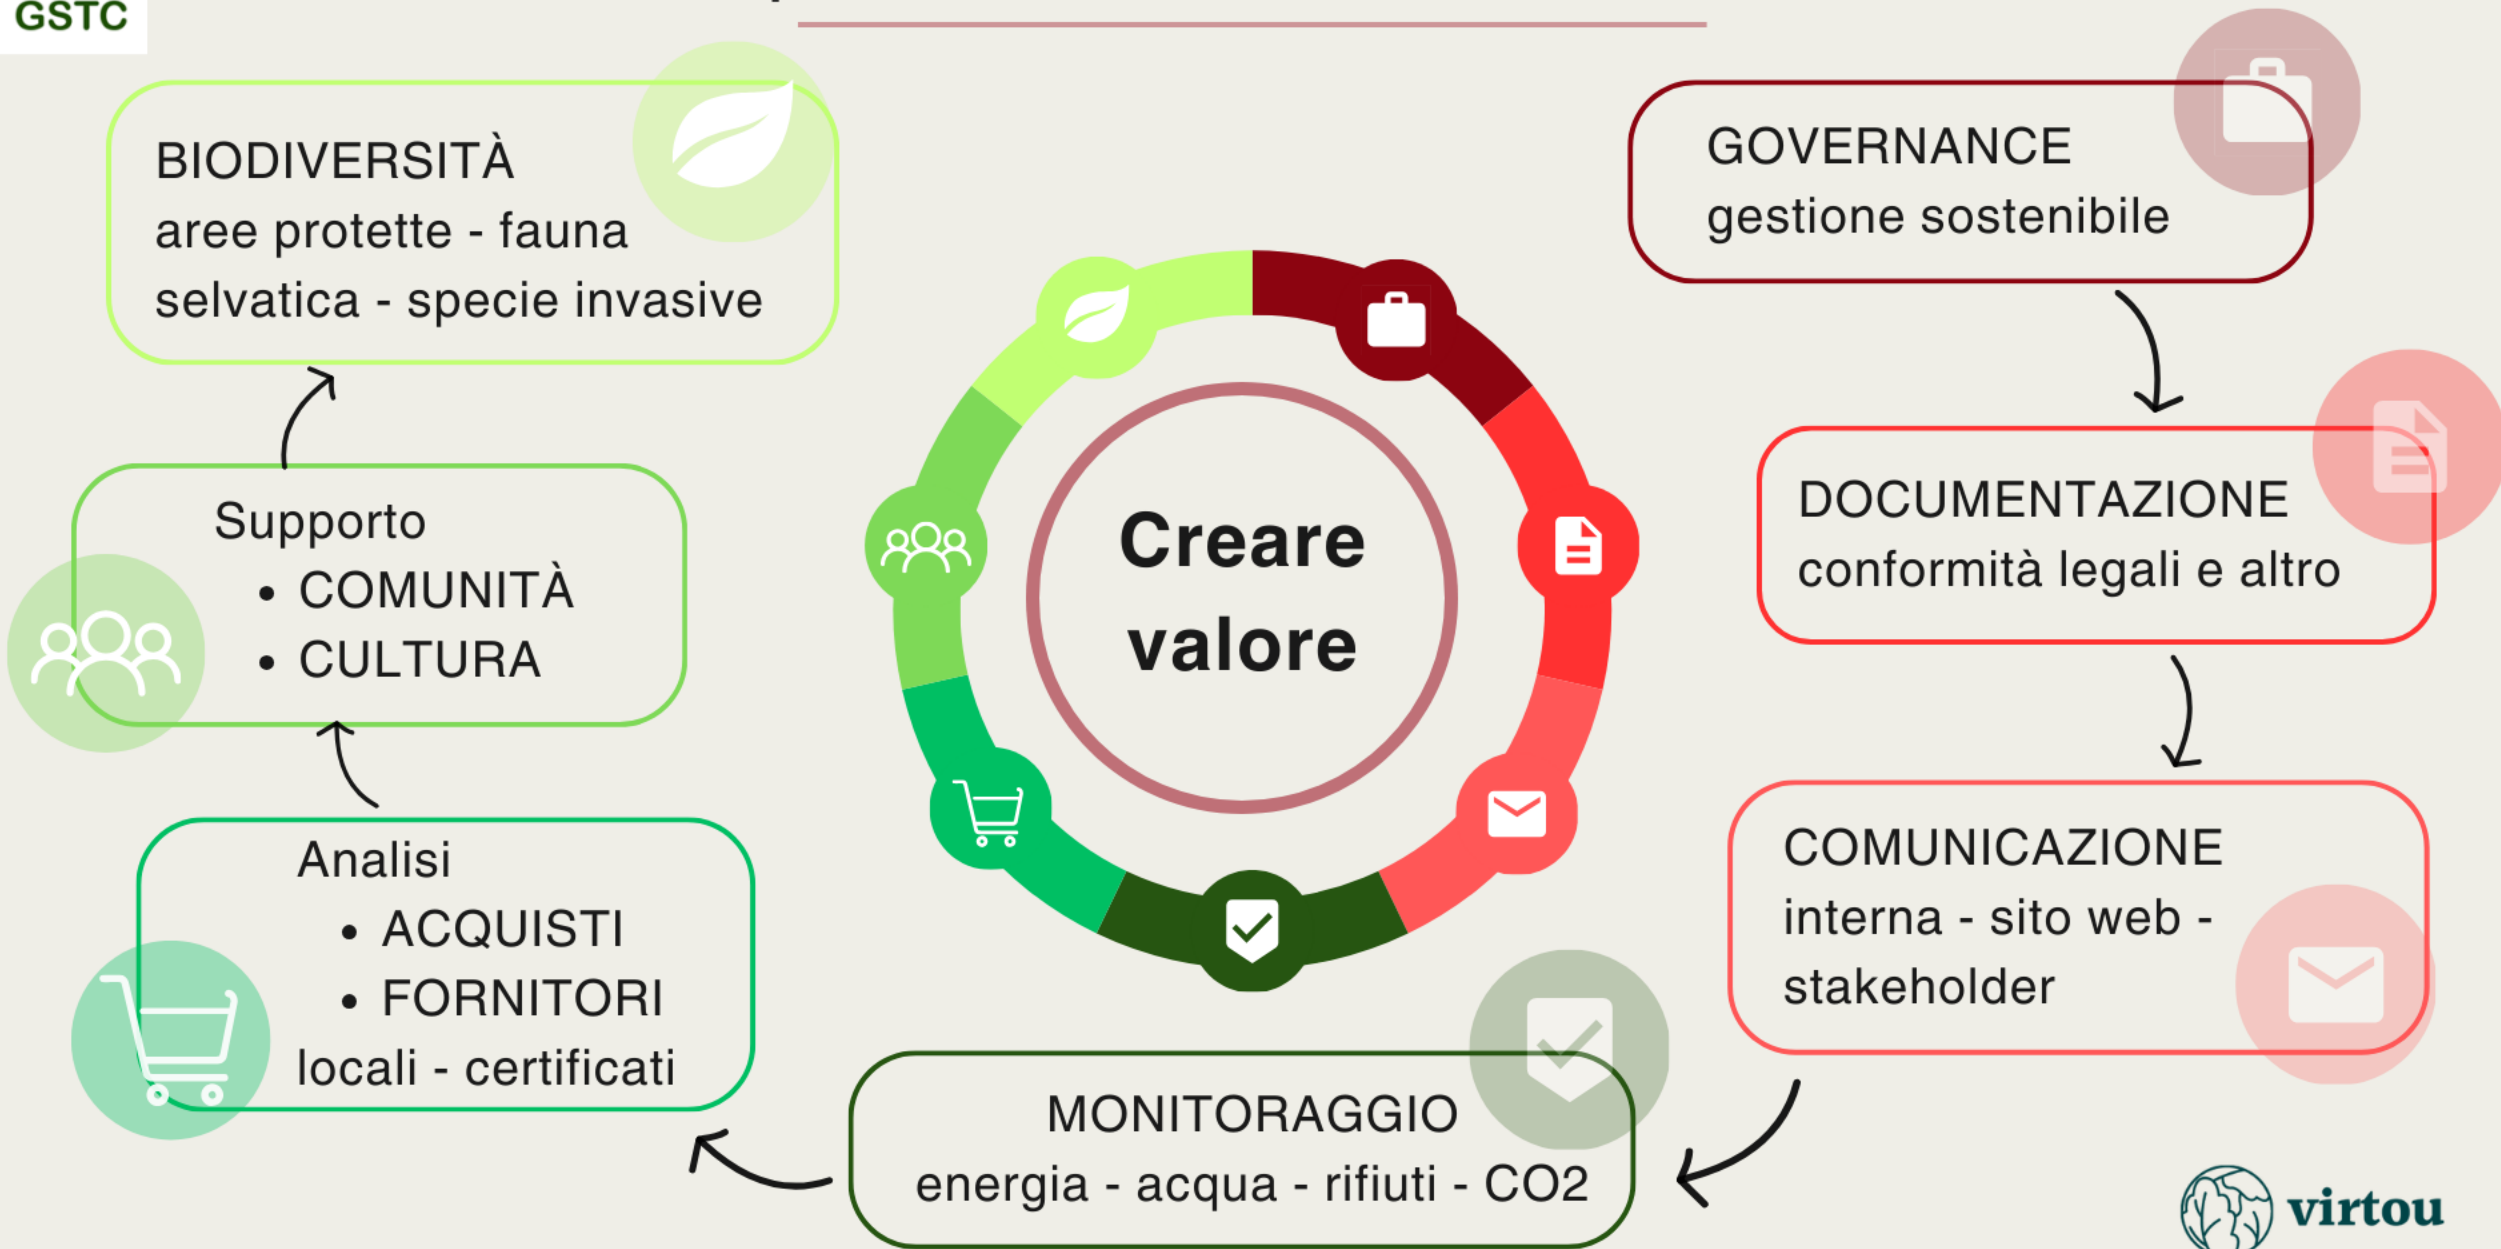 GSTC
GOVERNANCE
gestione sostenibile
DOCUMENTAZIONE
conformità legali e altro
COMUNICAZIONE
interna - sito web -
stakeholder
MONITORAGGIO
energia - acqua - rifiuti - CO2
Analisi
• ACQUISTI
• FORNITORI
locali - certificati
Supporto
• COMUNITÀ
• CULTURA
BIODIVERSITÀ
aree protette - fauna
selvatica - specie invasive
Creare
valore
virtou